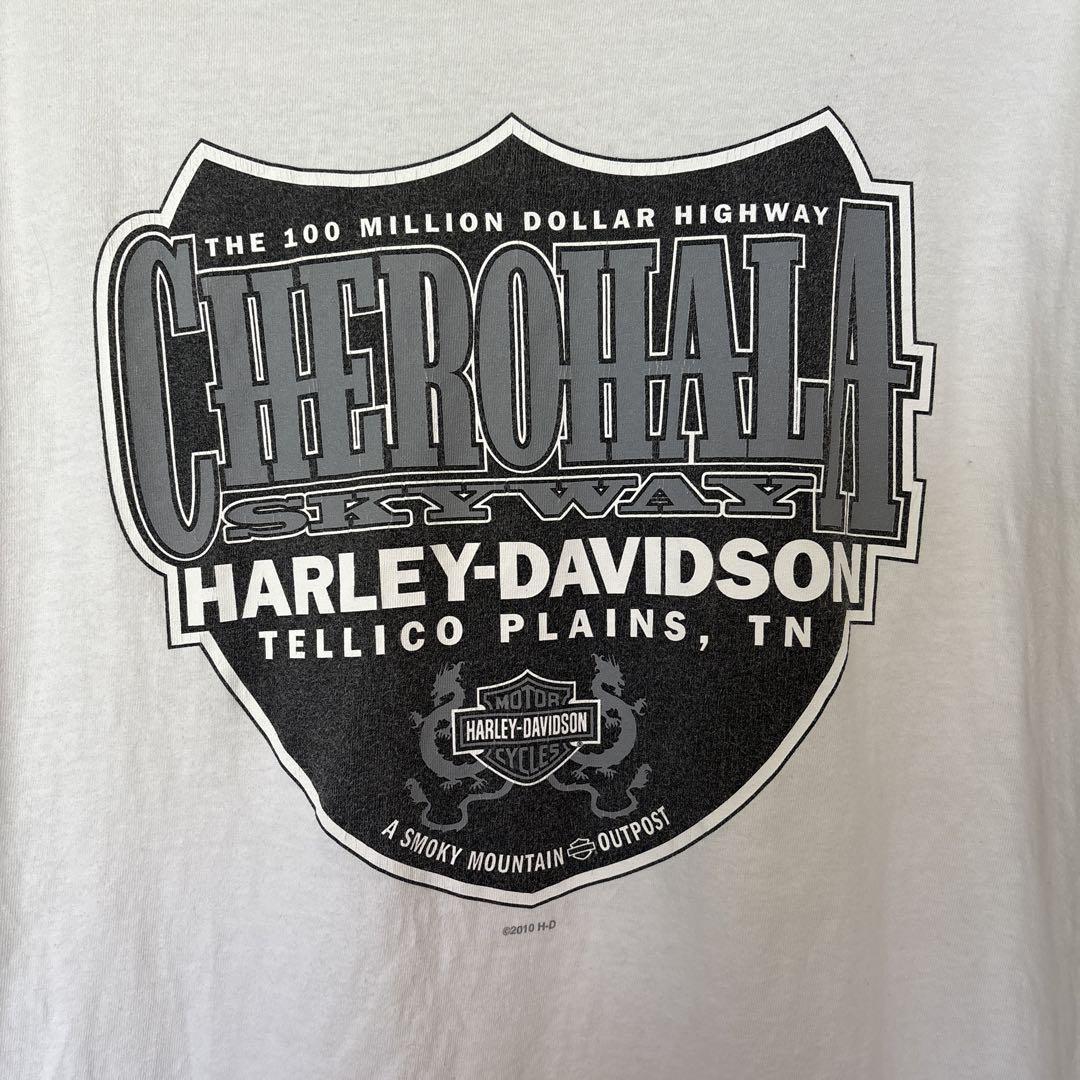 THE 100 MILLION DOLLAR HIGHWAY
CHEROHALA
SKYWAY
HARLEY-DAVIDSON
TELLICO PLAINS, TN
MOTOR
HARLEY-DAVIDSON
CYCLES
A SMOKY MOUNTAIN OUTPOST
©2010 H-D